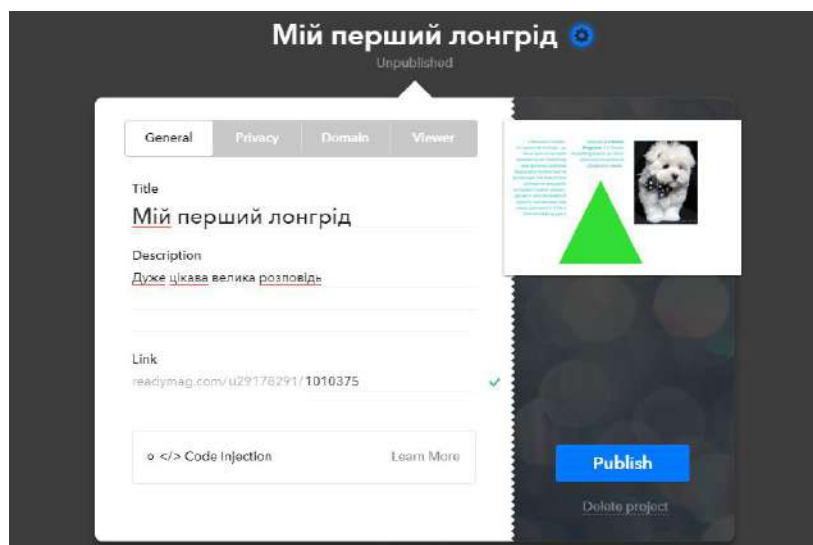 Мій перший лонгрід
Unpublished
General Privacy Domain Viewer
Title
Мій перший лонгрід
Description
Дуже цікава велика розповідь
Link
readymag.com/u29178291/1010375
</> Code Injection Learn More
Publish
Delete project